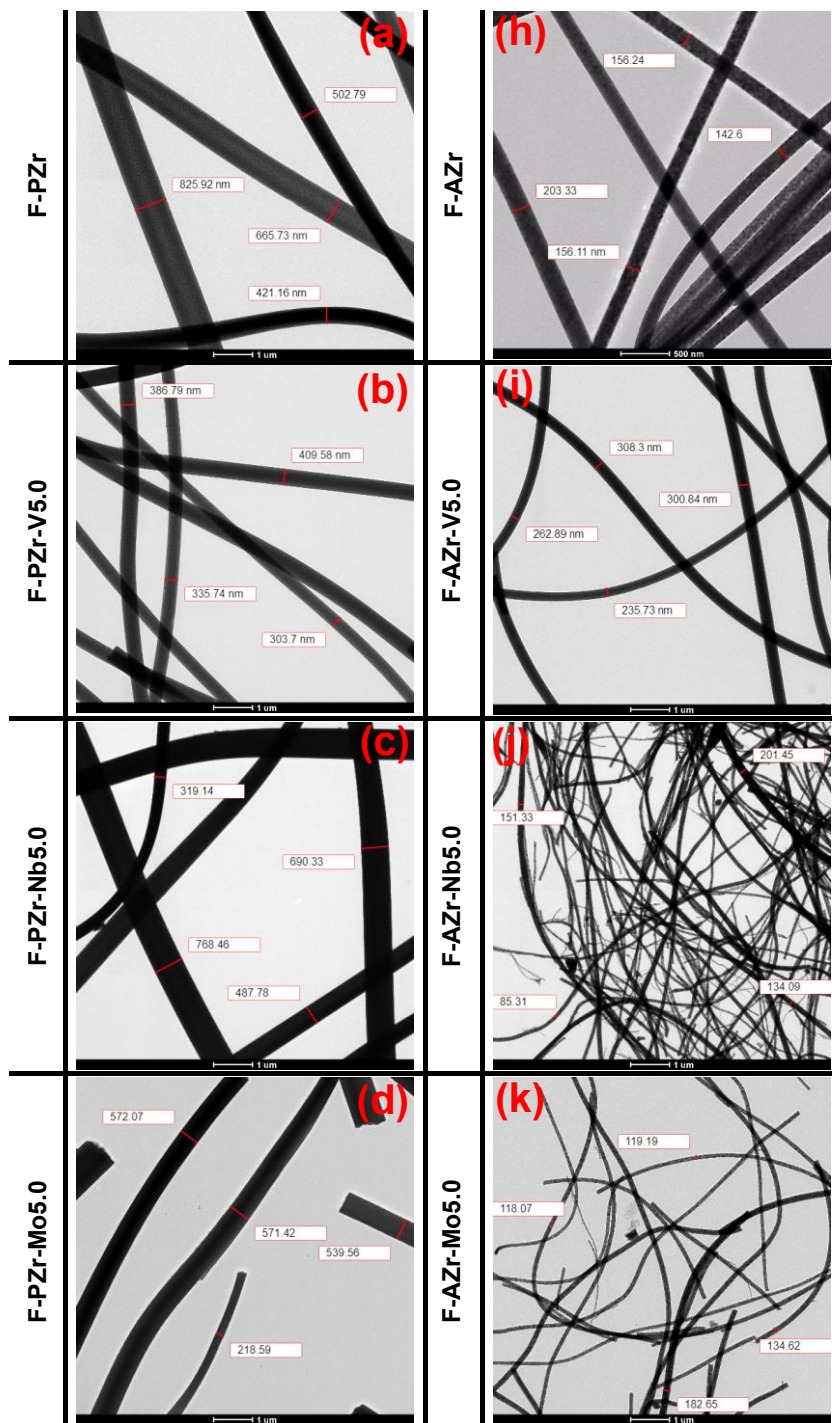 F-PZr
(a)
502.79
825.92 nm
665.73 nm
421.16 nm
1 um
F-AZr
(h)
156.24
142.6
203.33
156.11 nm
500 nm
F-PZr-V5.0
(b)
386.79 nm
409.58 nm
335.74 nm
303.7 nm
1 um
F-AZr-V5.0
(i)
308.3 nm
300.84 nm
262.89 nm
235.73 nm
1 um
F-PZr-Nb5.0
(c)
319.14
690.33
768.46
487.78
1 um
F-AZr-Nb5.0
(j)
201.45
151.33
85.31
134.09
1 um
F-PZr-Mo5.0
(d)
572.07
571.42
539.56
218.59
1 um
F-AZr-Mo5.0
(k)
119.19
118.07
134.62
182.65
1 um